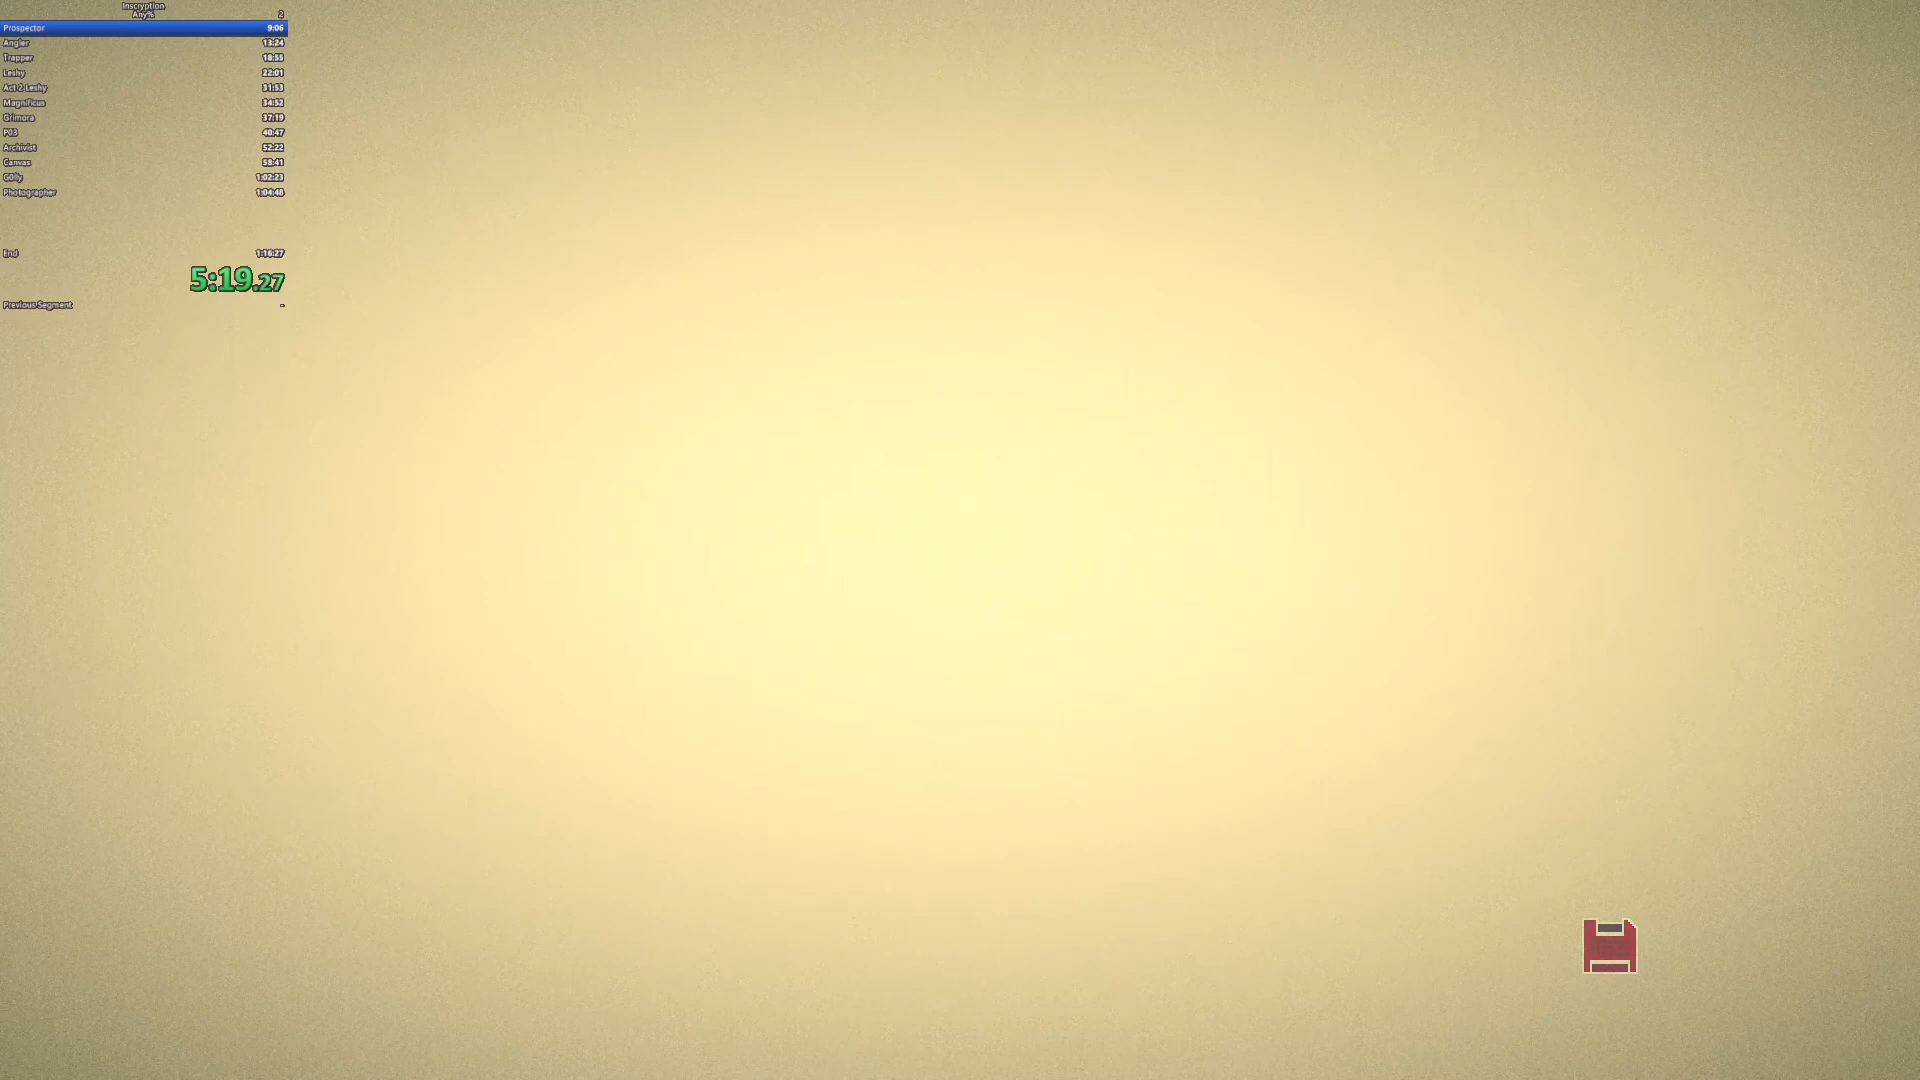 Inscryption
Any% 2
Prospector 9:06
Angler 13:24
Trapper 18:55
Leshy 22:01
Act 2 Leshy 31:53
Magnificus 34:52
Grimora 37:19
P03 40:47
Archivist 52:22
Canvas 58:41
G0lly 1:02:23
Photographer 1:04:48
End 1:16:27
5:19.27
Previous Segment -